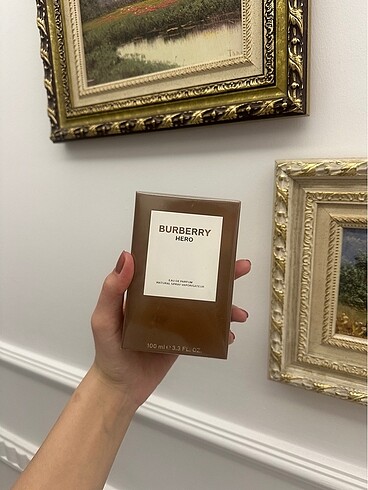 BURBERRY
HERO
EAU DE PARFUM
NATURAL SPRAY VAPORISATEUR
100 ml ℮ 3.3 FL. OZ.